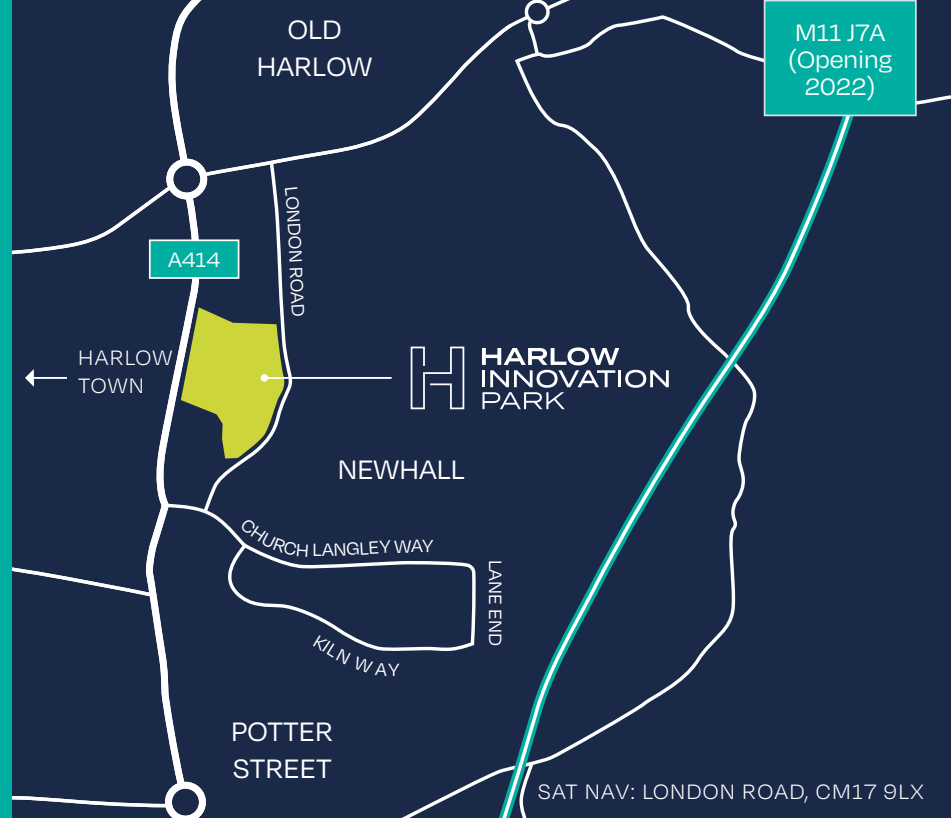 OLD
HARLOW
M11 J7A
(Opening
2022)
LONDON ROAD
A414
HARLOW
TOWN
HARLOW
INNOVATION
PARK
NEWHALL
CHURCH LANGLEY WAY
LANE END
KILN WAY
POTTER
STREET
SAT NAV: LONDON ROAD, CM17 9LX